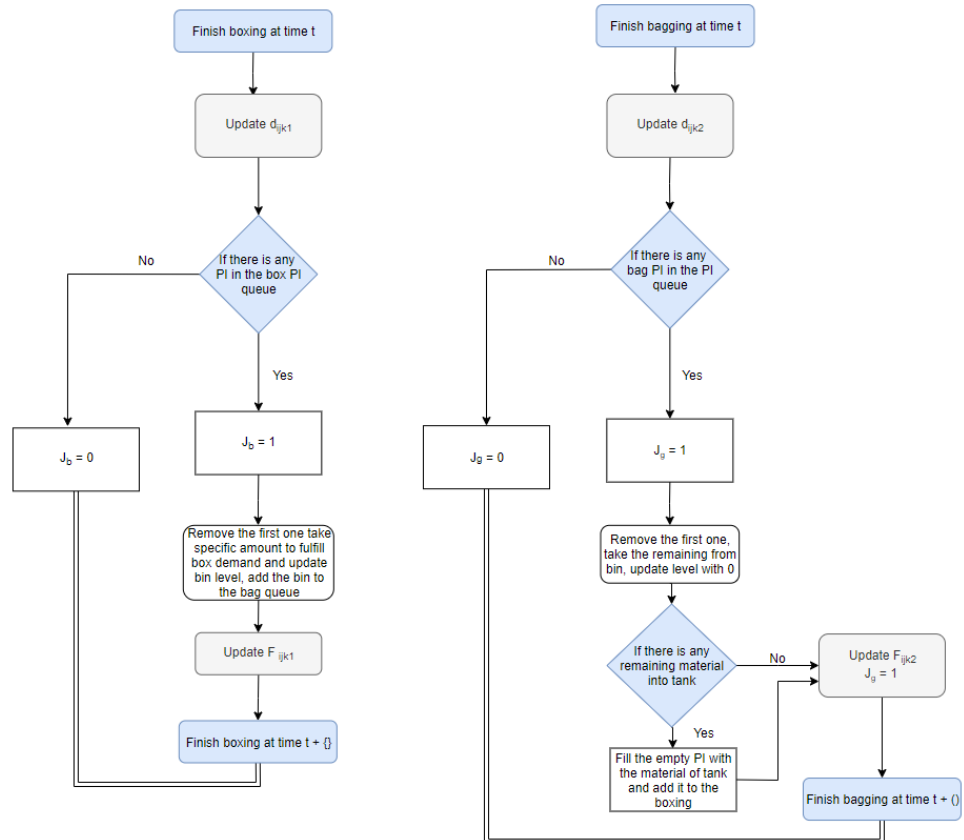 Finish boxing at time t
Update d_ijk1
If there is any
PI in the box PI
queue
No
Yes
J_b = 0
J_b = 1
Remove the first one take
specific amount to fulfill
box demand and update
bin level, add the bin to
the bag queue
Update F_ijk1
Finish boxing at time t + {}
Finish bagging at time t
Update d_ijk2
If there is any
bag PI in the PI
queue
No
Yes
J_g = 0
J_g = 1
Remove the first one,
take the remaining from
bin, update level with 0
If there is any
remaining material
into tank
No
Yes
Update F_ijk2
J_g = 1
Fill the empty PI with
the material of tank
and add it to the
boxing
Finish bagging at time t + ()